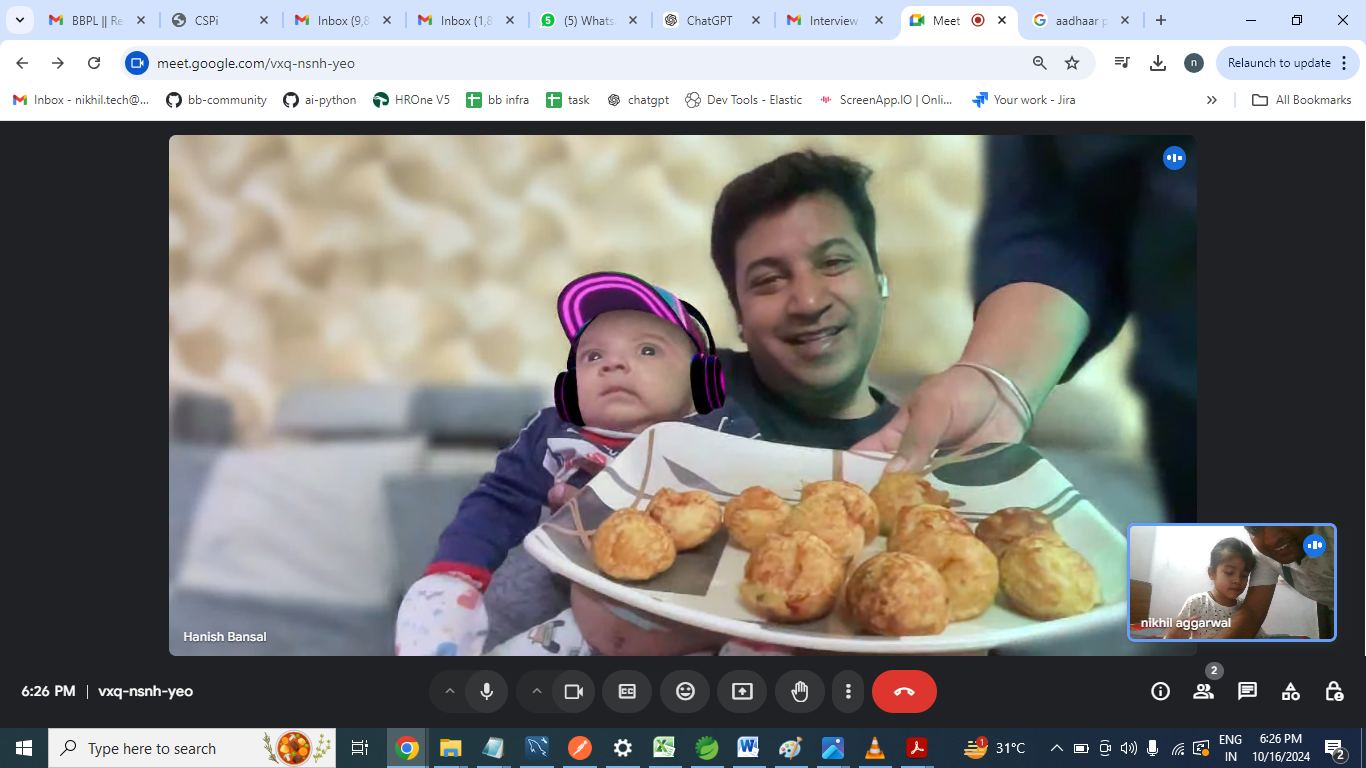 BBPL || Re
CSPi
Inbox (9,8
Inbox (1,8
(5) Whats
ChatGPT
Interview
Meet
aadhaar p
meet.google.com/vxq-nsnh-yeo
n
Relaunch to update
Inbox - nikhil.tech@...
bb-community
ai-python
HROne V5
bb infra
task
chatgpt
Dev Tools - Elastic
ScreenApp.IO | Onli...
Your work - Jira
All Bookmarks
Hanish Bansal
nikhil aggarwal
6:26 PM | vxq-nsnh-yeo
2
Type here to search
1
31°C
ENG
IN
6:26 PM
10/16/2024
2